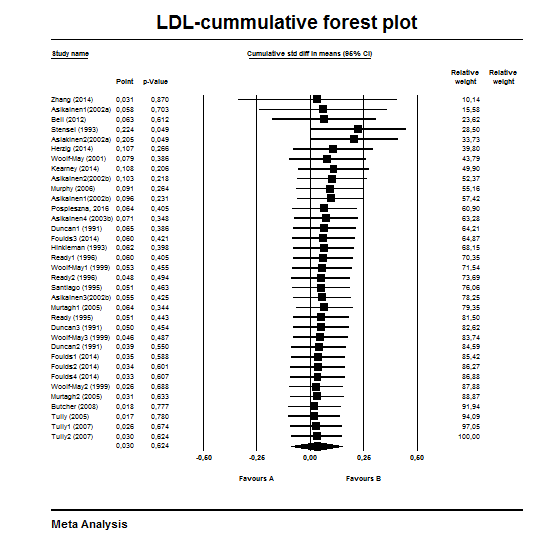 LDL-cummulative forest plot
Study name Cumulative std diff in means (95% CI)
Relative Relative
Point p-Value weight weight
Zhang (2014) 0,031 0,870 10,14
Asikainen1(2002a) 0,058 0,703 15,58
Bell (2012) 0,063 0,612 23,62
Stensel (1993) 0,224 0,049 28,50
Asiakinen2(2002a) 0,205 0,049 33,73
Herzig (2014) 0,107 0,266 39,80
Woolf-May (2001) 0,079 0,386 43,79
Kearney (2014) 0,108 0,206 49,90
Asikainen2(2002b) 0,103 0,218 52,37
Murphy (2006) 0,091 0,264 55,16
Asikainen1(2002b) 0,096 0,231 57,42
Pospieszna, 2016 0,064 0,405 60,90
Asikainen4 (2003b) 0,071 0,348 63,28
Duncan1 (1991) 0,065 0,386 64,21
Foulds3 (2014) 0,060 0,421 64,87
Hinkleman (1993) 0,062 0,398 68,15
Ready1 (1996) 0,060 0,405 70,35
Woolf-May1 (1999) 0,053 0,455 71,54
Ready2 (1996) 0,048 0,494 73,69
Santiago (1995) 0,051 0,463 76,06
Asikainen3(2002b) 0,055 0,425 78,25
Murtagh1 (2005) 0,064 0,344 79,35
Ready (1995) 0,051 0,443 81,50
Duncan3 (1991) 0,050 0,454 82,62
Woolf-May3 (1999) 0,046 0,487 83,74
Duncan2 (1991) 0,039 0,550 84,59
Foulds1 (2014) 0,035 0,588 85,42
Foulds2 (2014) 0,034 0,601 86,27
Foulds4 (2014) 0,033 0,607 86,88
Woolf-May2 (1999) 0,026 0,688 87,88
Murtagh2 (2005) 0,031 0,633 88,87
Butcher (2008) 0,018 0,777 91,94
Tully (2005) 0,017 0,780 94,09
Tully1 (2007) 0,026 0,674 97,05
Tully2 (2007) 0,030 0,624 100,00
0,030 0,624
-0,60 -0,26 0,00 0,26 0,60
Favours A Favours B
Meta Analysis